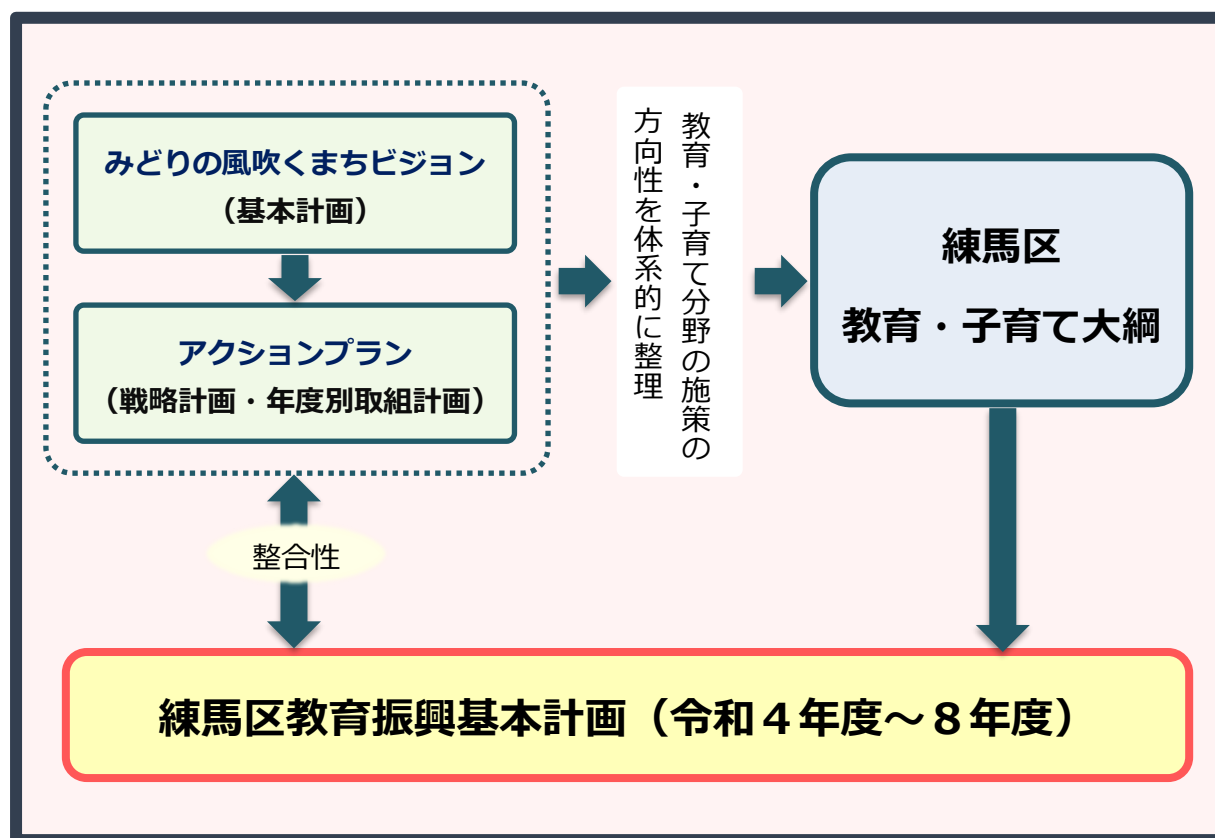 みどりの風吹くまちビジョン
（基本計画）
アクションプラン
（戦略計画・年度別取組計画）
教育・子育て分野の施策の
方向性を体系的に整理
練馬区
教育・子育て大綱
整合性
練馬区教育振興基本計画（令和４年度～８年度）